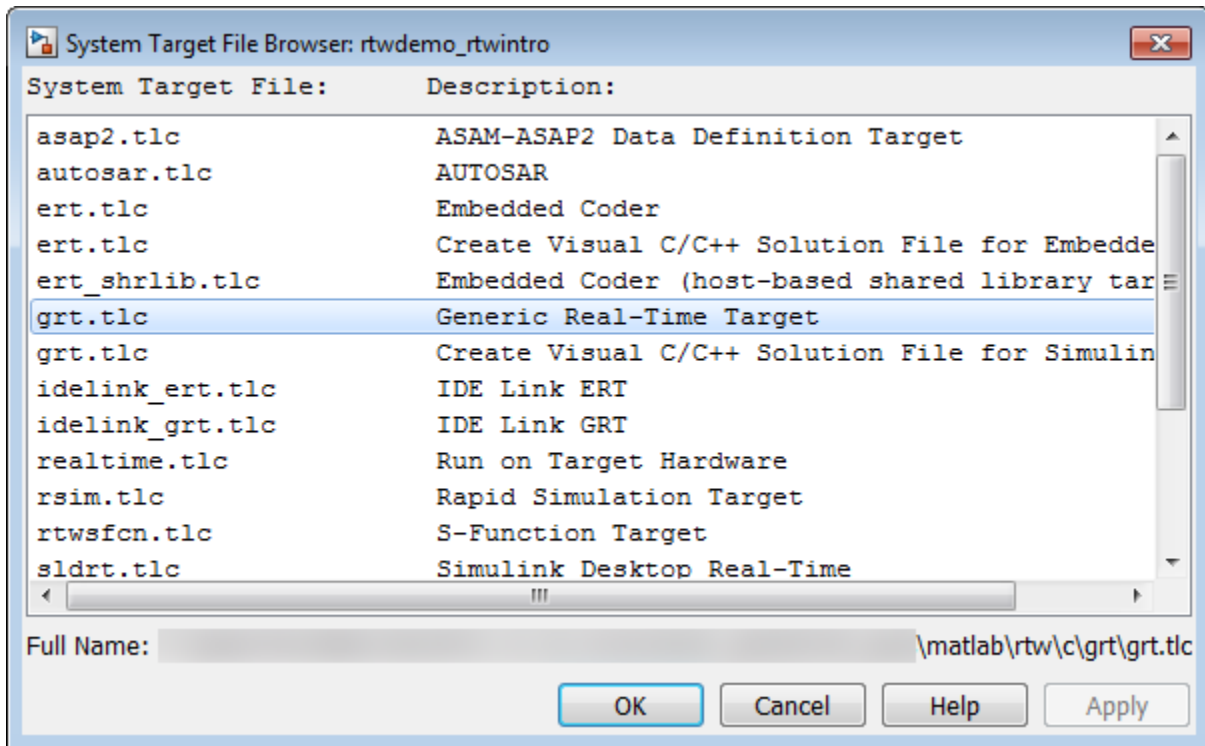 System Target File Browser: rtwdemo_rtwintro
System Target File: Description:
asap2.tlc ASAM-ASAP2 Data Definition Target
autosar.tlc AUTOSAR
ert.tlc Embedded Coder
ert.tlc Create Visual C/C++ Solution File for Embedde
ert_shrlib.tlc Embedded Coder (host-based shared library tar
grt.tlc Generic Real-Time Target
grt.tlc Create Visual C/C++ Solution File for Simulin
idelink_ert.tlc IDE Link ERT
idelink_grt.tlc IDE Link GRT
realtime.tlc Run on Target Hardware
rsim.tlc Rapid Simulation Target
rtwsfcn.tlc S-Function Target
sldrt.tlc Simulink Desktop Real-Time
Full Name: \matlab\rtw\c\grt\grt.tlc
OK Cancel Help Apply